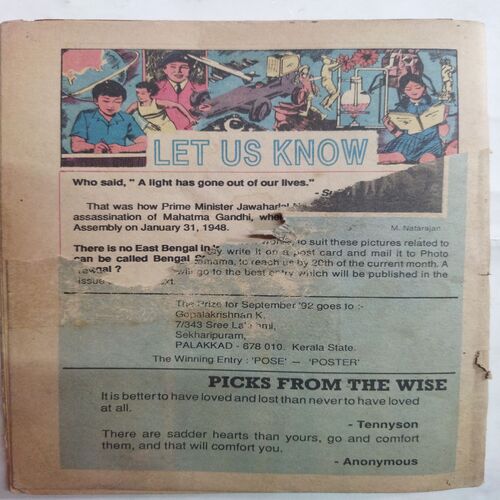 LET US KNOW
Who said, " A light has gone out of our lives."
That was how Prime Minister Jawaharlal
assassination of Mahatma Gandhi, whe
Assembly on January 31, 1948.
M. Natarajan
There is no East Bengal in to suit these pictures related to
can be called Bengal write it on a post card and mail it to Photo
to reach us by 20th of the current month. A
will go to the best entry which will be published in the
issue
The Prize for September '92 goes to :-
Gopalakrishnan K.
7/343 Sree
Sekharipuram,
PALAKKAD - 678 010. Kerala State.
The Winning Entry : 'POSE' — 'POSTER'
PICKS FROM THE WISE
It is better to have loved and lost than never to have loved
at all.
- Tennyson
There are sadder hearts than yours, go and comfort
them, and that will comfort you.
- Anonymous